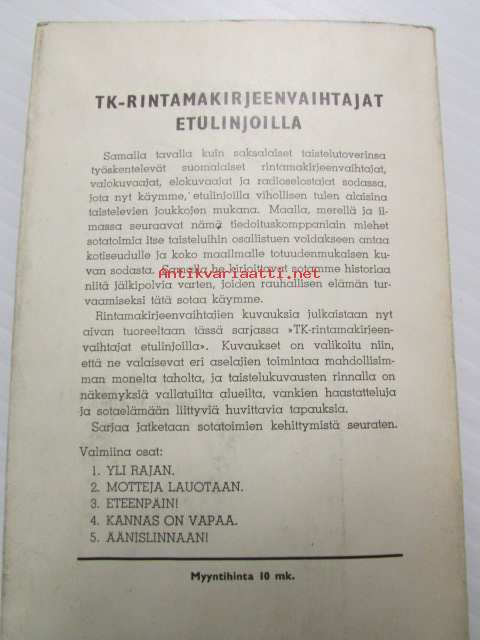 TK-RINTAMAKIRJEENVAIHTAJAT
ETULINJOILLA
Samalla tavalla kuin saksalaiset taistelutoverinsa
työskentelevät suomalaiset rintamakirjeenvaihtajat,
valokuvaajat, elokuvaajat ja radioselostajat sodassa,
jota nyt käymme, etulinjoilla vihollisen tulen alaisina
taistelevien joukkojen mukana. Maalla, merellä ja il-
massa seuraavat nämä tiedoituskomppaniain miehet
sotatoimia itse taisteluihin osallistuen voidakseen antaa
kotiseudulle ja koko maailmalle totuudenmukaisen ku-
van sodasta. Samalla he kirjoittavat sotamme historiaa
Antikvariaatti.net
niitä jälkipolvia varten, joiden rauhallisen elämän tur-
vaamiseksi tätä sotaa käymme.
Rintamakirjeenvaihtajien kuvauksia julkaistaan nyt
aivan tuoreeltaan tässä sarjassa »TK-rintamakirjeen-
vaihtajat etulinjoilla». Kuvaukset on valikoitu niin,
että ne valaisevat eri aselajien toimintaa mahdollisim-
man monelta taholta, ja taistelukuvausten rinnalla on
näkemyksiä vallatuilta alueilta, vankien haastatteluja
ja sotaelämään liittyviä huvittavia tapauksia.
Sarjaa jatketaan sotatoimien kehittymistä seuraten.
Valmiina osat:
1. YLI RAJAN.
2. MOTTEJA LAUOTAAN.
3. ETEENPÄIN!
4. KANNAS ON VAPAA.
5. ÄÄNISLINNAAN!
Myyntihinta 10 mk.